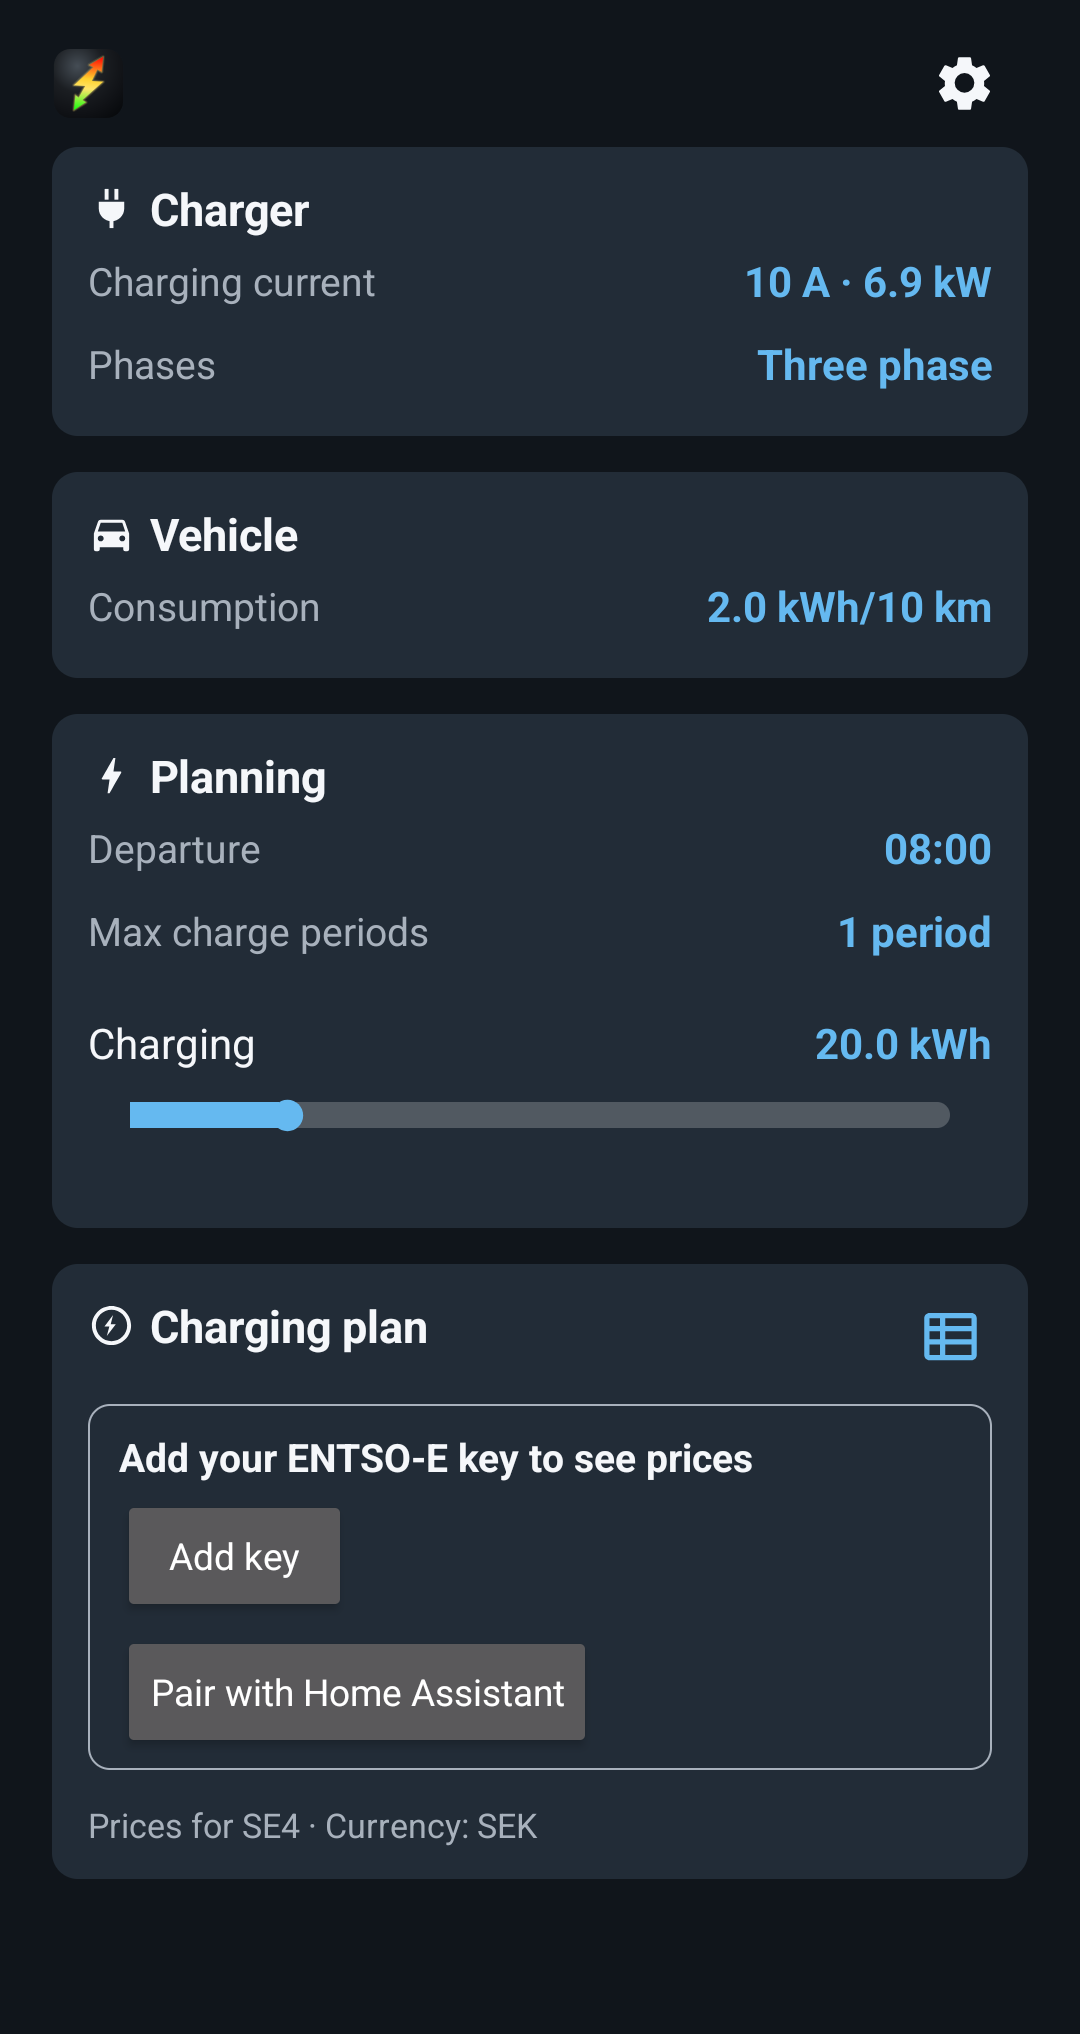 Charger
Charging current 10 A · 6.9 kW
Phases Three phase
Vehicle
Consumption 2.0 kWh/10 km
Planning
Departure 08:00
Max charge periods 1 period
Charging 20.0 kWh
Charging plan
Add your ENTSO-E key to see prices
Add key
Pair with Home Assistant
Prices for SE4 · Currency: SEK